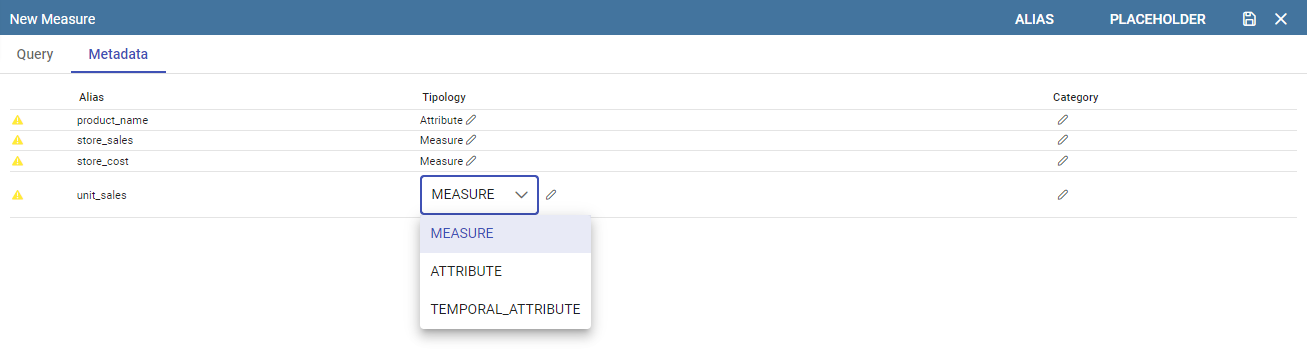 New Measure ALIAS PLACEHOLDER
Query Metadata
Alias Tipology Category
product_name Attribute
store_sales Measure
store_cost Measure
unit_sales MEASURE
MEASURE
ATTRIBUTE
TEMPORAL_ATTRIBUTE